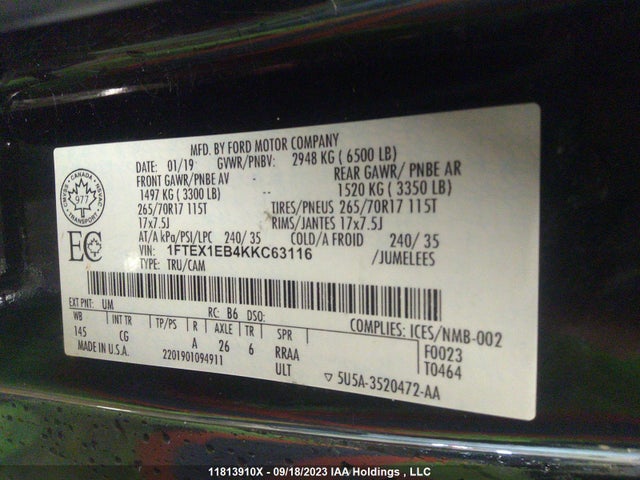 MFD. BY FORD MOTOR COMPANY
DATE: 01/19 GVWR/PNBV: 2948 KG ( 6500 LB)
FRONT GAWR/PNBE AV REAR GAWR/ PNBE AR
1497 KG ( 3300 LB) -- 1520 KG ( 3350 LB)
265/70R17 115T TIRES/PNEUS 265/70R17 115T
17x7.5J RIMS/JANTES 17x7.5J
AT/A kPa/PSI/LPC 240/ 35 COLD/A FROID 240/ 35
VIN: 1FTEX1EB4KKC63116 /JUMELEES
TYPE: TRU/CAM
CANADA
977
TRANSPORT
EC
EXT PNT: UM RC: B6 DSO: COMPLIES: ICES/NMB-002
WB INT TR TP/PS R AXLE TR SPR F0023
145 CG A 26 6 RRAA T0464
MADE IN U.S.A. 2201901094911 ULT ▽ 5U5A-3520472-AA
11813910X - 09/18/2023 IAA Holdings , LLC